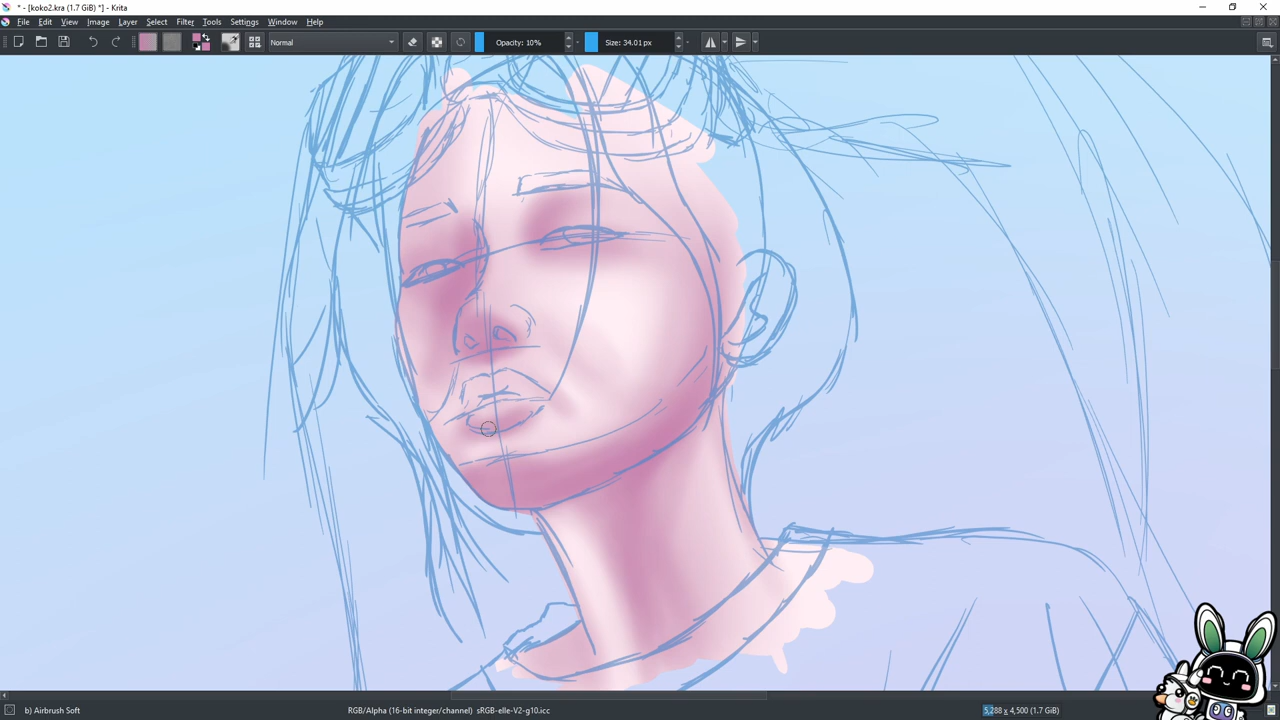 * - [koko2.kra (1.7 GiB) *] - Krita
File Edit View Image Layer Select Filter Tools Settings Window Help
Normal Opacity: 10% Size: 34.01 px
b) Airbrush Soft RGB/Alpha (16-bit integer/channel) sRGB-elle-V2-g10.icc 5,288 x 4,500 (1.7 GiB)